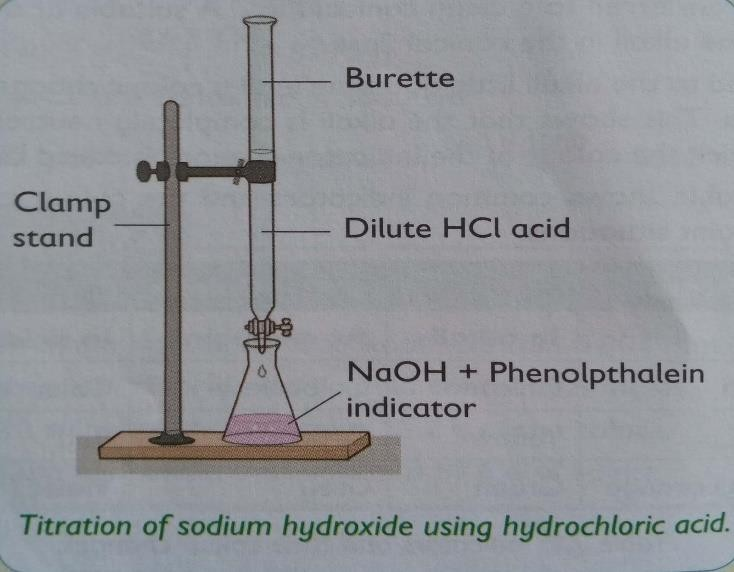 Burette
Clamp
stand
Dilute HCl acid
NaOH + Phenolpthalein
indicator
Titration of sodium hydroxide using hydrochloric acid.